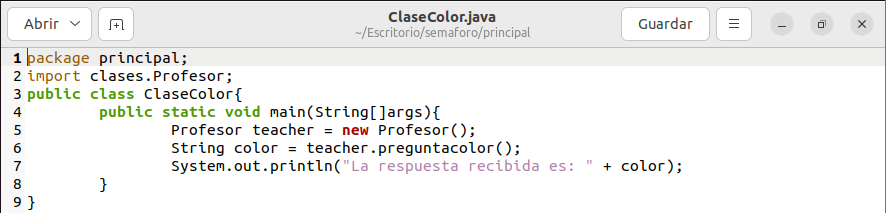 Abrir
ClaseColor.java
~/Escritorio/semaforo/principal
Guardar
1 package principal;
2 import clases.Profesor;
3 public class ClaseColor{
4 public static void main(String[]args){
5 Profesor teacher = new Profesor();
6 String color = teacher.preguntacolor();
7 System.out.println("La respuesta recibida es: " + color);
8 }
9 }